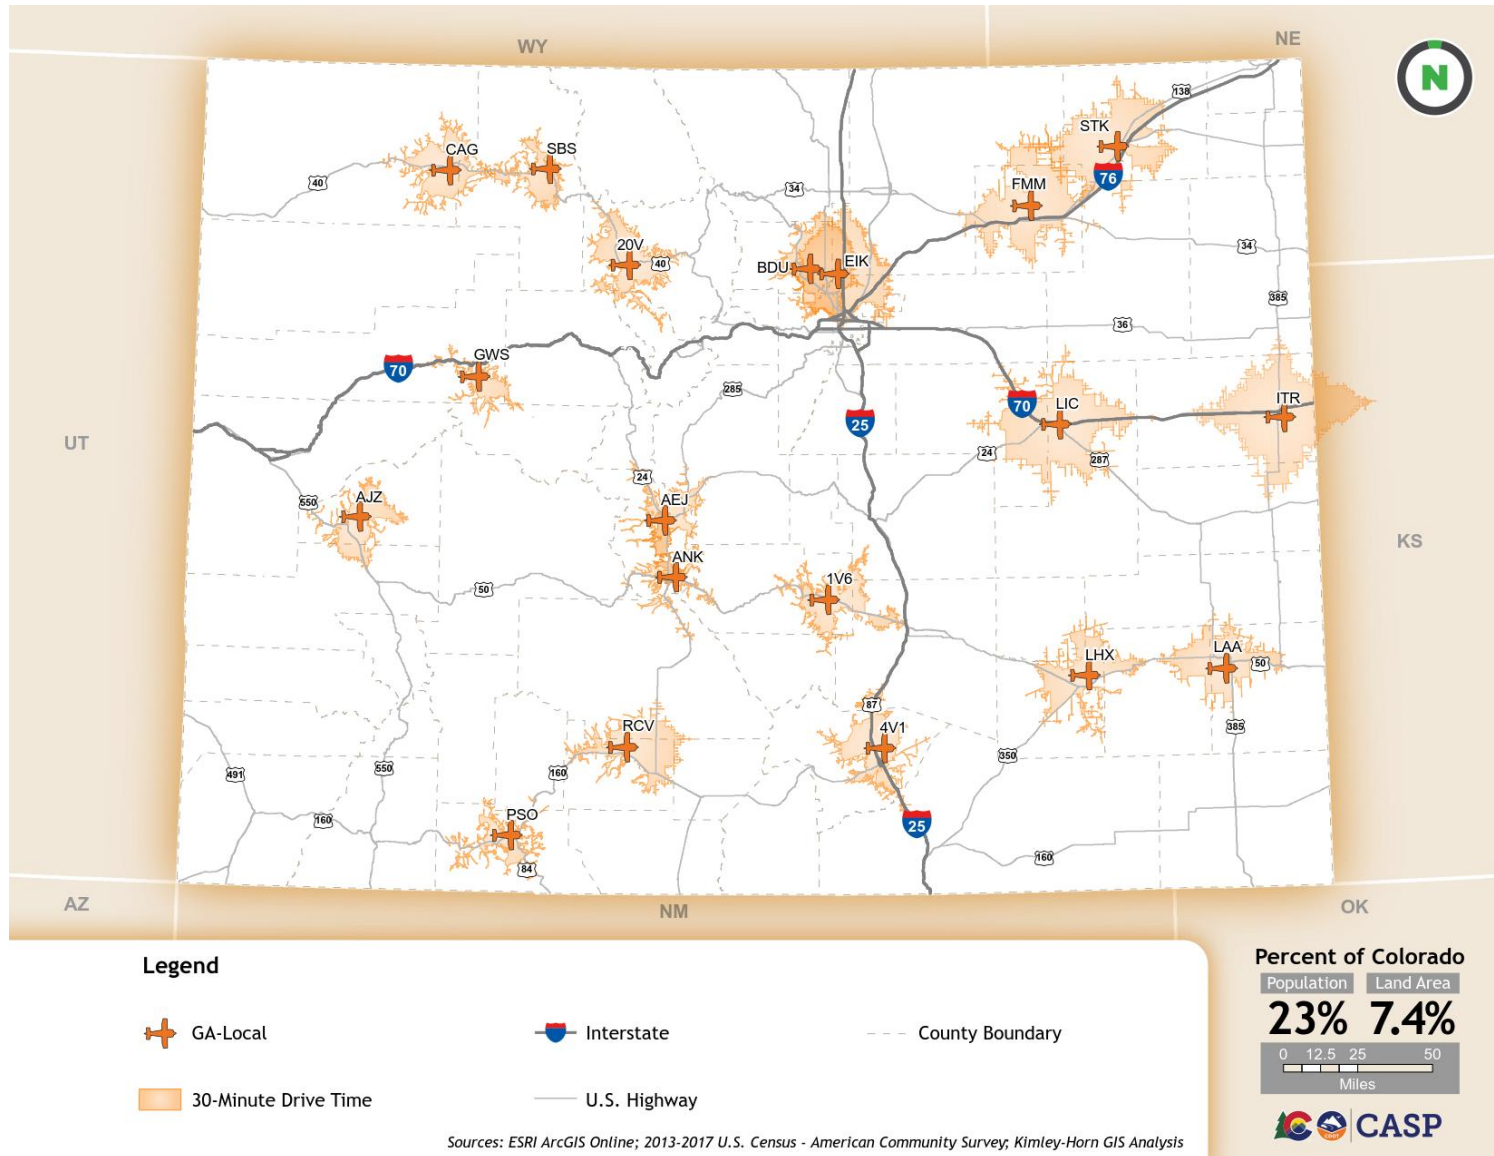 WY
NE
N
138
STK
CAG
SBS
76
40
34
FMM
20V
40
BDU
EIK
34
385
36
GWS
70
285
70
LIC
ITR
25
UT
24
287
24
550
AJZ
AEJ
KS
ANK
50
1V6
LHX
LAA
50
87
RCV
4V1
385
350
491
550
160
PSO
160
25
160
84
AZ
NM
OK
Legend
GA-Local
Interstate
County Boundary
30-Minute Drive Time
U.S. Highway
Sources: ESRI ArcGIS Online; 2013-2017 U.S. Census - American Community Survey; Kimley-Horn GIS Analysis
Percent of Colorado
Population Land Area
23% 7.4%
0 12.5 25 50
Miles
CDOT
CASP